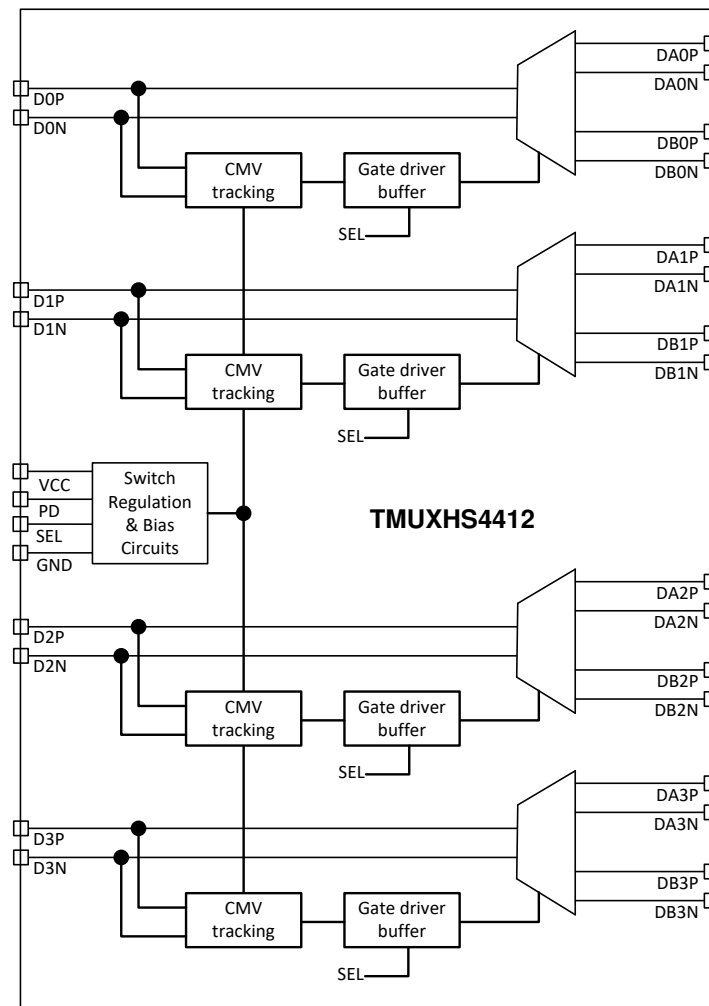 DA0P
D0P
DA0N
D0N
DB0P
CMV
tracking
Gate driver
buffer
DB0N
SEL
DA1P
D1P
DA1N
D1N
DB1P
CMV
tracking
Gate driver
buffer
DB1N
SEL
VCC
PD
SEL
GND
Switch
Regulation
& Bias
Circuits
TMUXHS4412
DA2P
D2P
DA2N
D2N
DB2P
CMV
tracking
Gate driver
buffer
DB2N
SEL
DA3P
D3P
DA3N
D3N
DB3P
CMV
tracking
Gate driver
buffer
DB3N
SEL